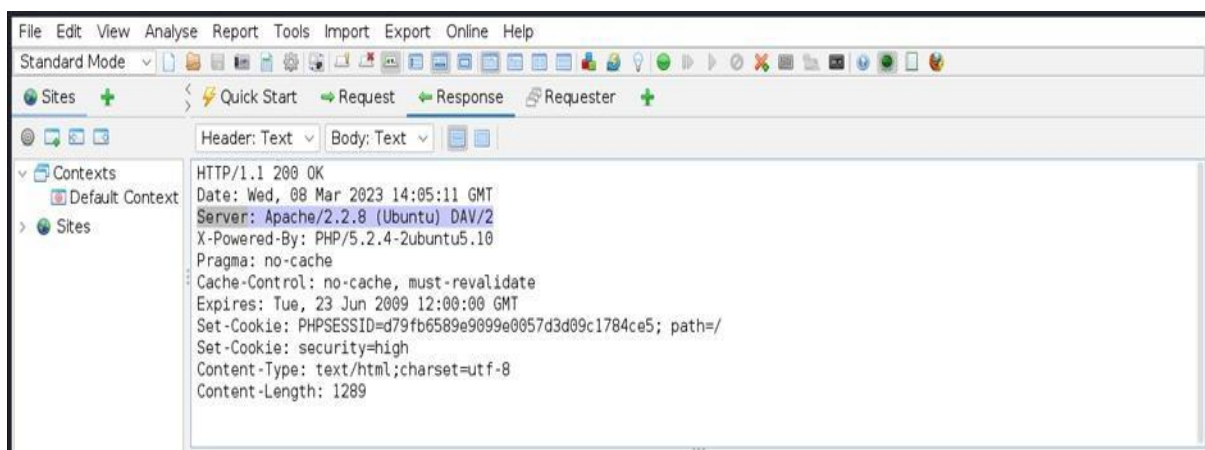 File Edit View Analyse Report Tools Import Export Online Help
Standard Mode
Sites Quick Start Request Response Requester
Header: Text Body: Text
Contexts
Default Context
Sites
HTTP/1.1 200 OK
Date: Wed, 08 Mar 2023 14:05:11 GMT
Server: Apache/2.2.8 (Ubuntu) DAV/2
X-Powered-By: PHP/5.2.4-2ubuntu5.10
Pragma: no-cache
Cache-Control: no-cache, must-revalidate
Expires: Tue, 23 Jun 2009 12:00:00 GMT
Set-Cookie: PHPSESSID=d79fb6589e9099e0057d3d09c1784ce5; path=/
Set-Cookie: security=high
Content-Type: text/html;charset=utf-8
Content-Length: 1289